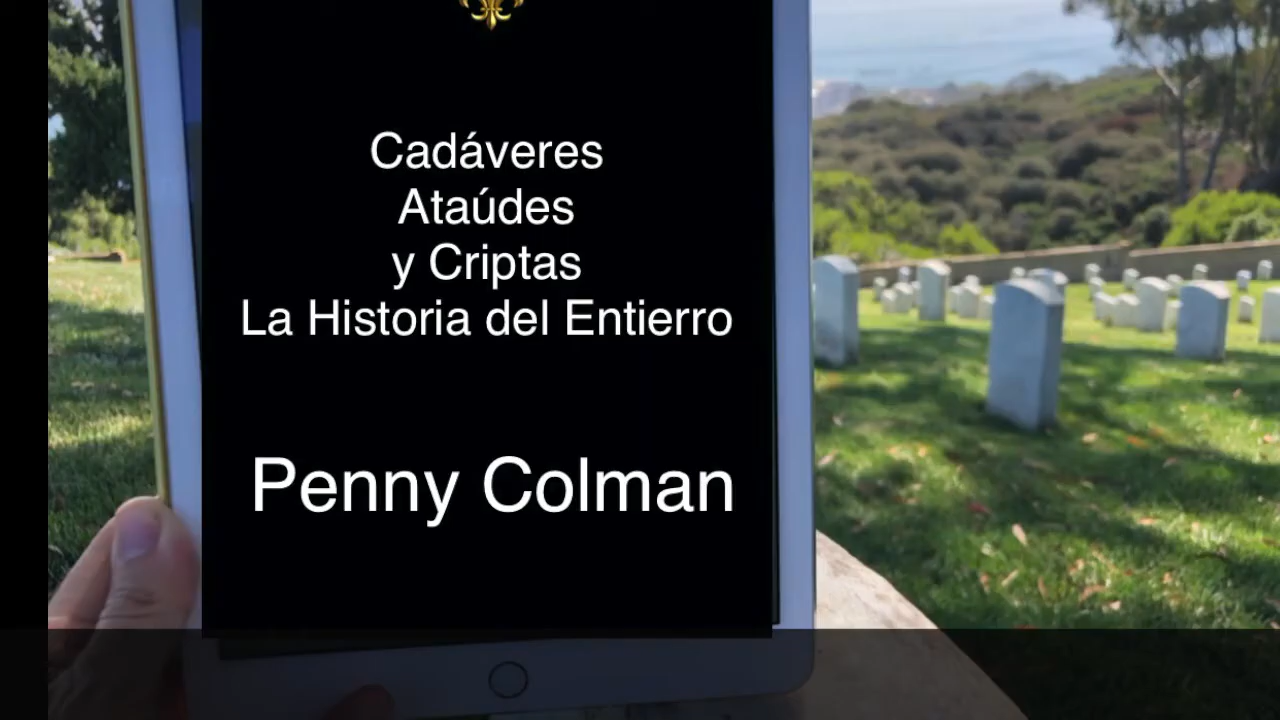 Cadáveres
Ataúdes
y Criptas
La Historia del Entierro
Penny Colman